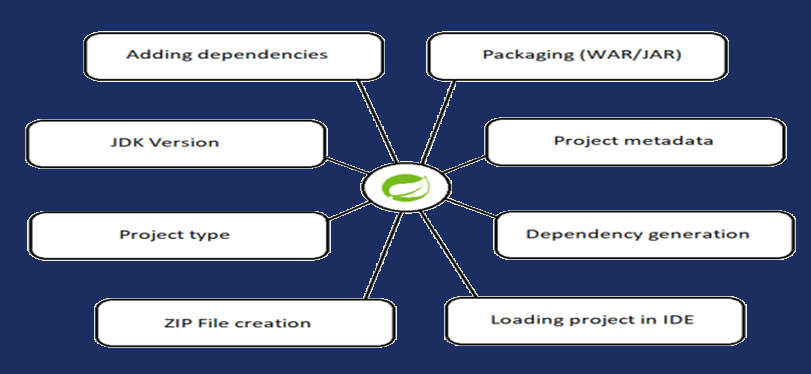 Adding dependencies
Packaging (WAR/JAR)
JDK Version
Project metadata
Project type
Dependency generation
ZIP File creation
Loading project in IDE